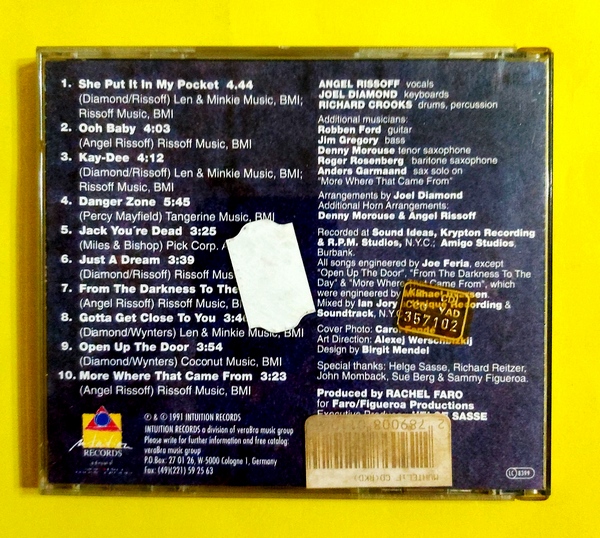 1. She Put It In My Pocket 4.44
(Diamond/Rissoff) Len & Minkie Music, BMI;
Rissoff Music, BMI
2. Ooh Baby 4:03
(Angel Rissoff) Rissoff Music, BMI
3. Kay-Dee 4:12
(Diamond/Rissoff) Len & Minkie Music, BMI;
Rissoff Music, BMI
4. Danger Zone 5:45
(Percy Mayfield) Tangerine Music, BMI
5. Jack You´re Dead 3:25
(Miles & Bishop) Pick Corp.
6. Just A Dream 3:39
(Diamond/Rissoff) Rissoff Mus
7. From The Darkness To The
(Angel Rissoff) Rissoff Music, BMI
8. Gotta Get Close To You
(Diamond/Wynters) Len & Minkie Music, BMI
9. Open Up The Door 3:54
(Diamond/Wynters) Coconut Music, BMI
10. More Where That Came From 3:23
(Angel Rissoff) Rissoff Music, BMI
RECORDS
℗ & © 1991 INTUITION RECORDS
INTUITION RECORDS a division of veraBra music group
Please write for further information and free catalog:
veraBra music group
P.O.Box 27 01 26, W 5000 Cologne 1, Germany
Fax: (49)(221) 59 25 63
ANGEL RISSOFF vocals
JOEL DIAMOND keyboards
RICHARD CROOKS drums, percussion
Additional musicians:
Robben Ford guitar
Jim Gregory bass
Denny Morouse tenor saxophone
Roger Rosenberg baritone saxophone
Anders Garmaand sax solo on
"More Where That Came From"
Arrangements by Joel Diamond
Additional Horn Arrangements:
Denny Morouse & Angel Rissoff
Recorded at Sound Ideas, Krypton Recording
& R.P.M. Studios, N.Y.C.; Amigo Studios,
Burbank.
All songs engineered by Joe Feria, except
"Open Up The Door", "From The Darkness To The
Day" & "More Where Came From", which
were engineered by
Mixed by Ian Recording &
Soundtrack, N.Y.C
VAD
357102
Cover Photo:
Art Direction: Alexej
Design by Birgit Mendel
Special thanks: Helge Sasse, Richard Reitzer,
John Momback, Sue Berg & Sammy Figueroa.
Produced by RACHEL FARO
for Faro/Figueroa Productions
SASSE
2 789008
LC 8399